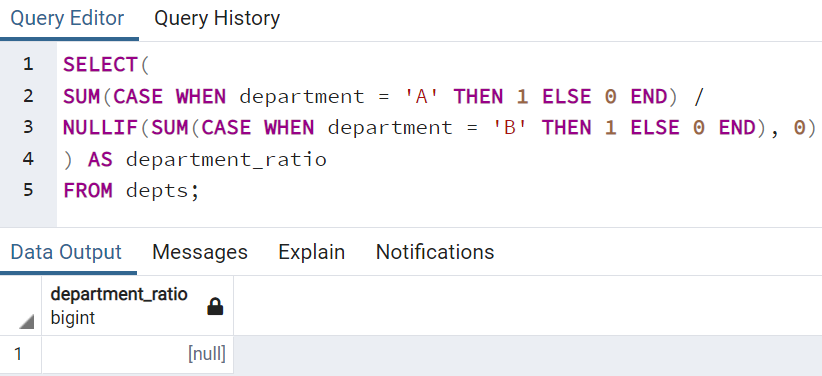 Query Editor Query History
1 SELECT(
2 SUM(CASE WHEN department = 'A' THEN 1 ELSE 0 END) /
3 NULLIF(SUM(CASE WHEN department = 'B' THEN 1 ELSE 0 END), 0)
4 ) AS department_ratio
5 FROM depts;
Data Output Messages Explain Notifications
department_ratio
bigint
1 [null]